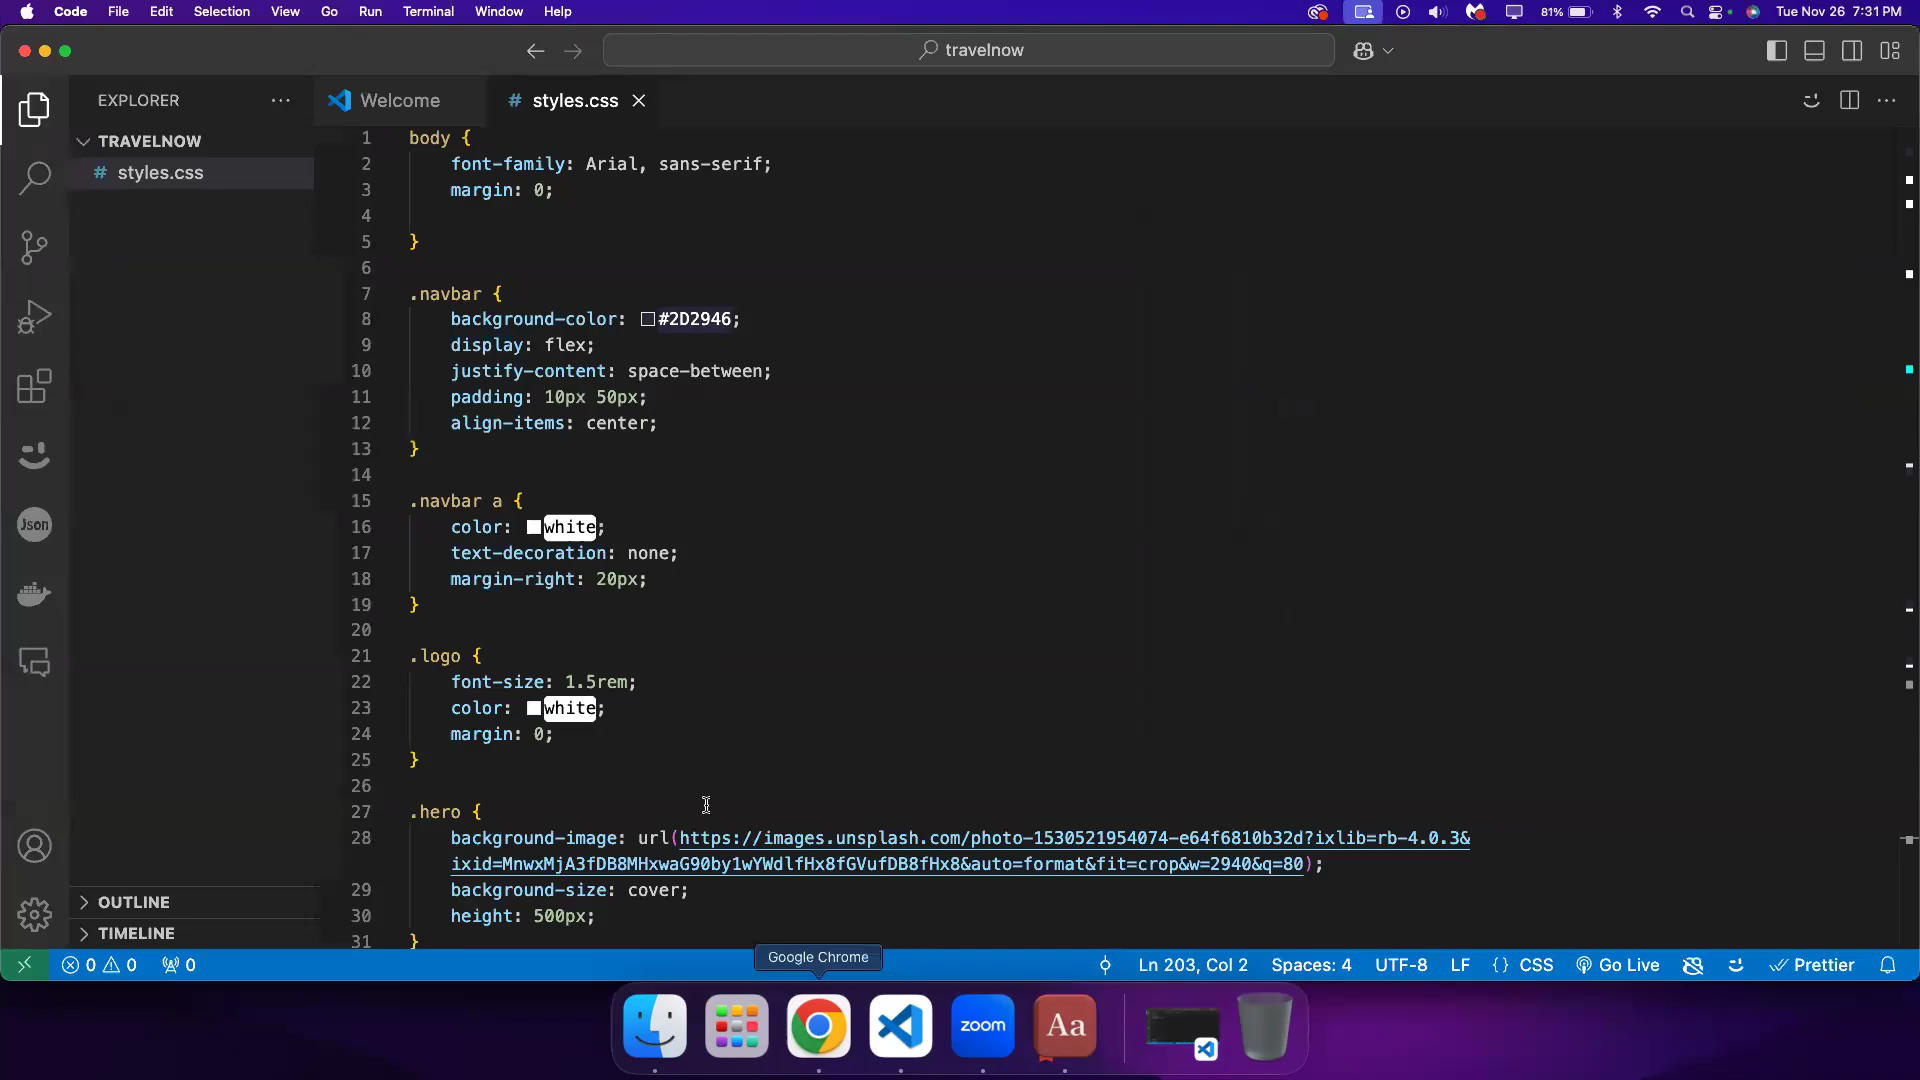 Code File Edit Selection View Go Run Terminal Window Help 81% Tue Nov 26 7:31 PM
travelnow
EXPLORER
Welcome
# styles.css
TRAVELNOW
# styles.css
1 body {
2 font-family: Arial, sans-serif;
3 margin: 0;
4
5 }
6
7 .navbar {
8 background-color: #2D2946;
9 display: flex;
10 justify-content: space-between;
11 padding: 10px 50px;
12 align-items: center;
13 }
14
15 .navbar a {
16 color: white;
17 text-decoration: none;
18 margin-right: 20px;
19 }
20
21 .logo {
22 font-size: 1.5rem;
23 color: white;
24 margin: 0;
25 }
26
27 .hero {
28 background-image: url(https://images.unsplash.com/photo-1530521954074-e64f6810b32d?ixlib=rb-4.0.3&
ixid=MnwxMjA3fDB8MHxwaG90by1wYWdlfHx8fGVufDB8fHx8&auto=format&fit=crop&w=2940&q=80);
29 background-size: cover;
30 height: 500px;
31 }
Json
OUTLINE
TIMELINE
0 0 0
Ln 203, Col 2 Spaces: 4 UTF-8 LF {} CSS Go Live Prettier
Google Chrome
zoom
Aa